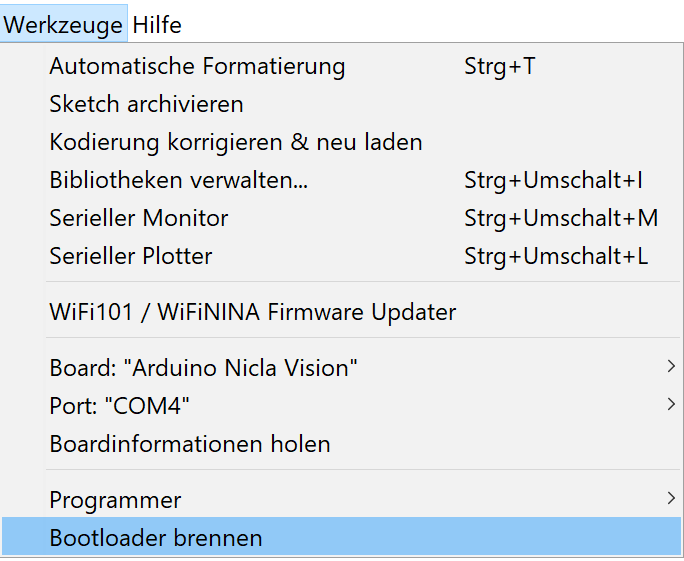 Werkzeuge Hilfe
Automatische Formatierung Strg+T
Sketch archivieren
Kodierung korrigieren & neu laden
Bibliotheken verwalten... Strg+Umschalt+I
Serieller Monitor Strg+Umschalt+M
Serieller Plotter Strg+Umschalt+L
WiFi101 / WiFiNINA Firmware Updater
Board: "Arduino Nicla Vision"
Port: "COM4"
Boardinformationen holen
Programmer
Bootloader brennen